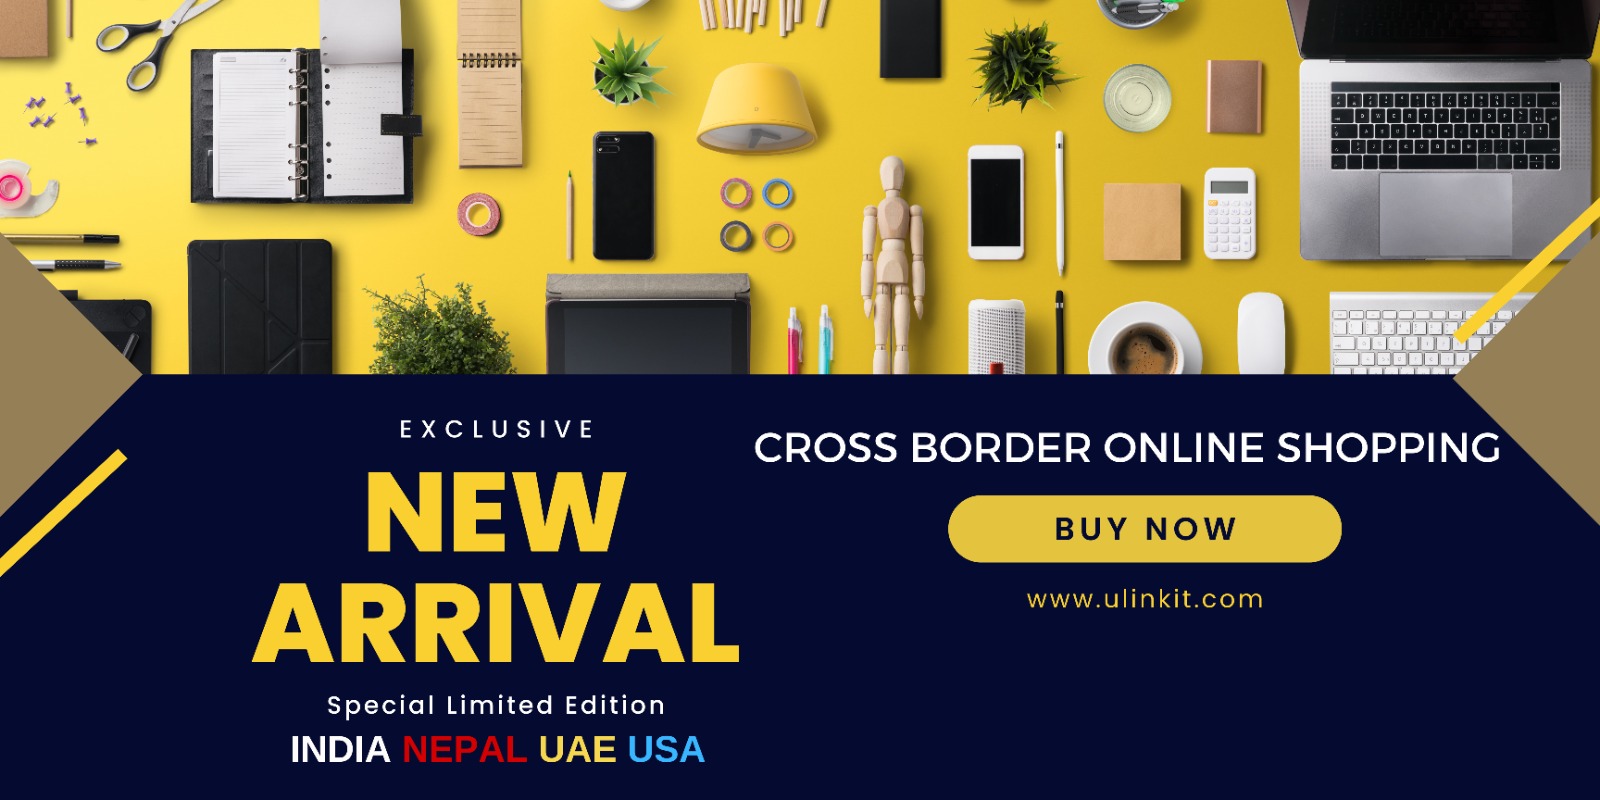 EXCLUSIVE
NEW
ARRIVAL
Special Limited Edition
INDIA NEPAL UAE USA
CROSS BORDER ONLINE SHOPPING
BUY NOW
www.ulinkit.com